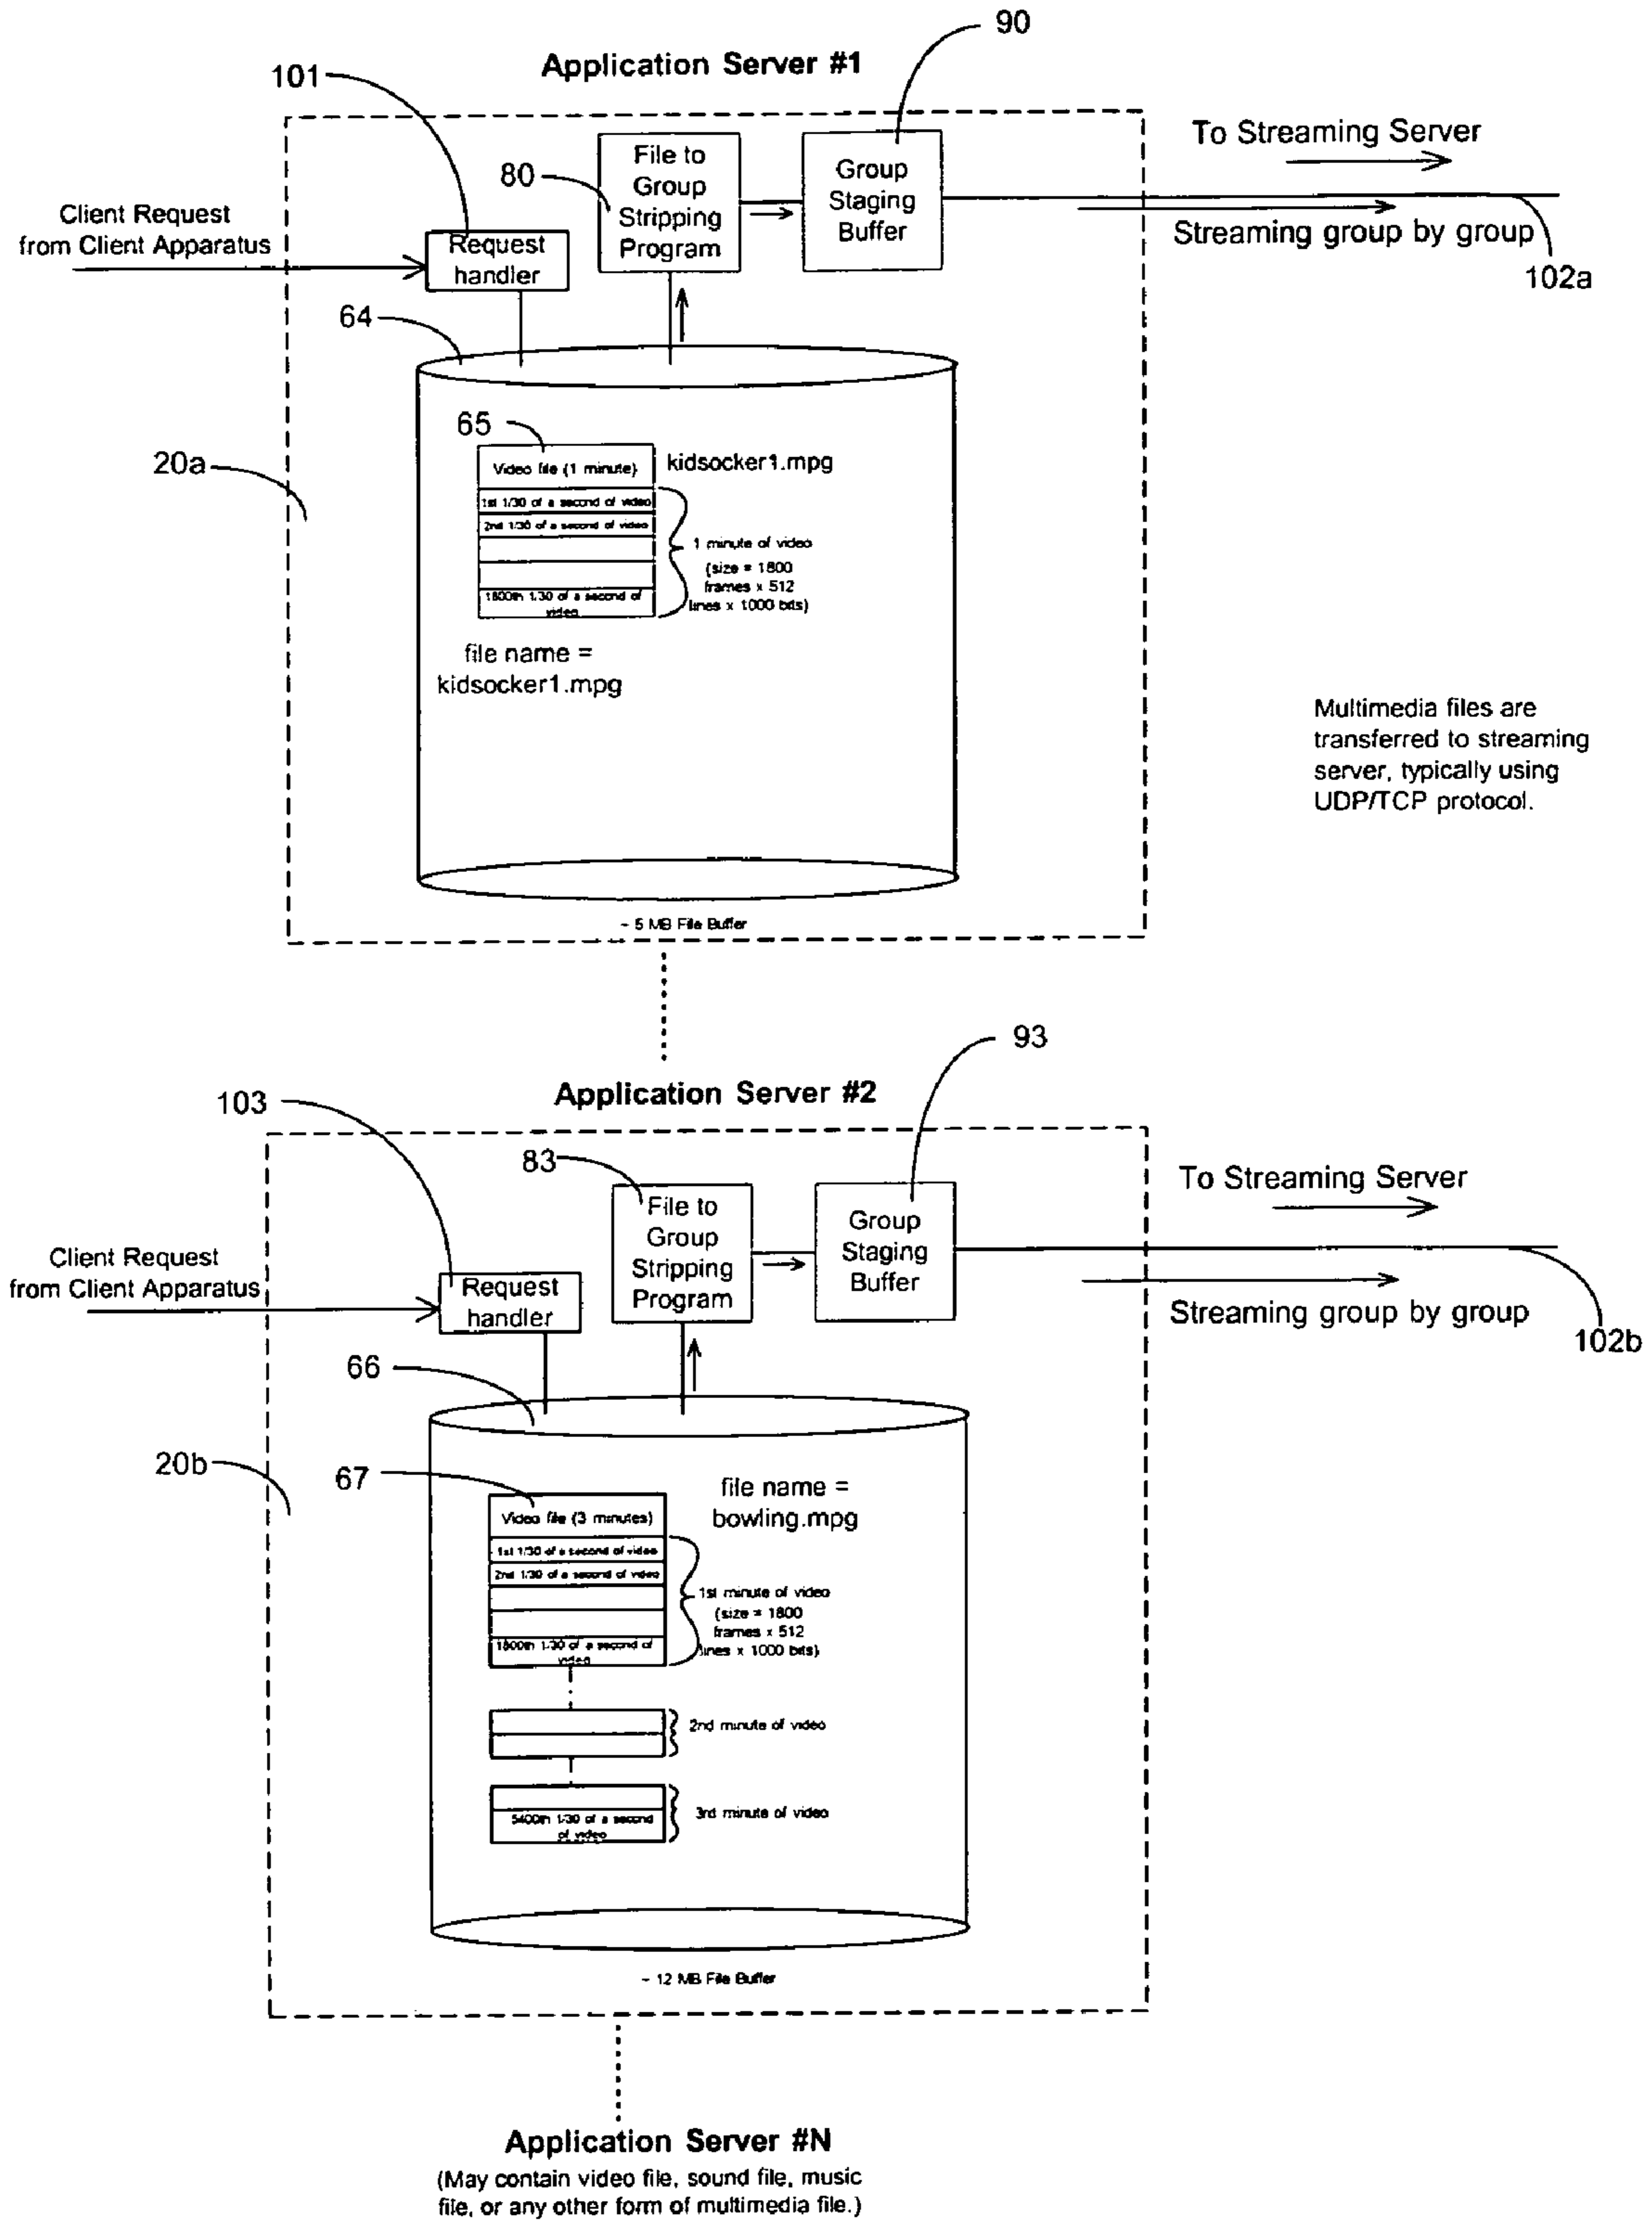 90
Application Server #1
101
To Streaming Server
File to
Group
Stripping
Program
80
Group
Staging
Buffer
Client Request
from Client Apparatus
Request
handler
Streaming group by group
102a
64
65
Video file (1 minute)
kidsocker1.mpg
20a
1st 1/30 of a second of video
2nd 1/30 of a second of video
1 minute of video
(size = 1800
frames x 512
lines x 1000 bits)
1800th 1/30 of a second of
video
file name =
kidsocker1.mpg
Multimedia files are
transferred to streaming
server, typically using
UDP/TCP protocol.
~ 5 MB File Buffer
93
Application Server #2
103
83
To Streaming Server
File to
Group
Stripping
Program
Group
Staging
Buffer
Client Request
from Client Apparatus
Request
handler
Streaming group by group
102b
66
20b
67
file name =
bowling.mpg
Video file (3 minutes)
1st 1/30 of a second of video
2nd 1/30 of a second of video
1st minute of video
(size = 1800
frames x 512
lines x 1000 bits)
1800th 1/30 of a second of
video
2nd minute of video
3rd minute of video
5400th 1/30 of a second
of video
~ 12 MB File Buffer
Application Server #N
(May contain video file, sound file, music
file, or any other form of multimedia file.)